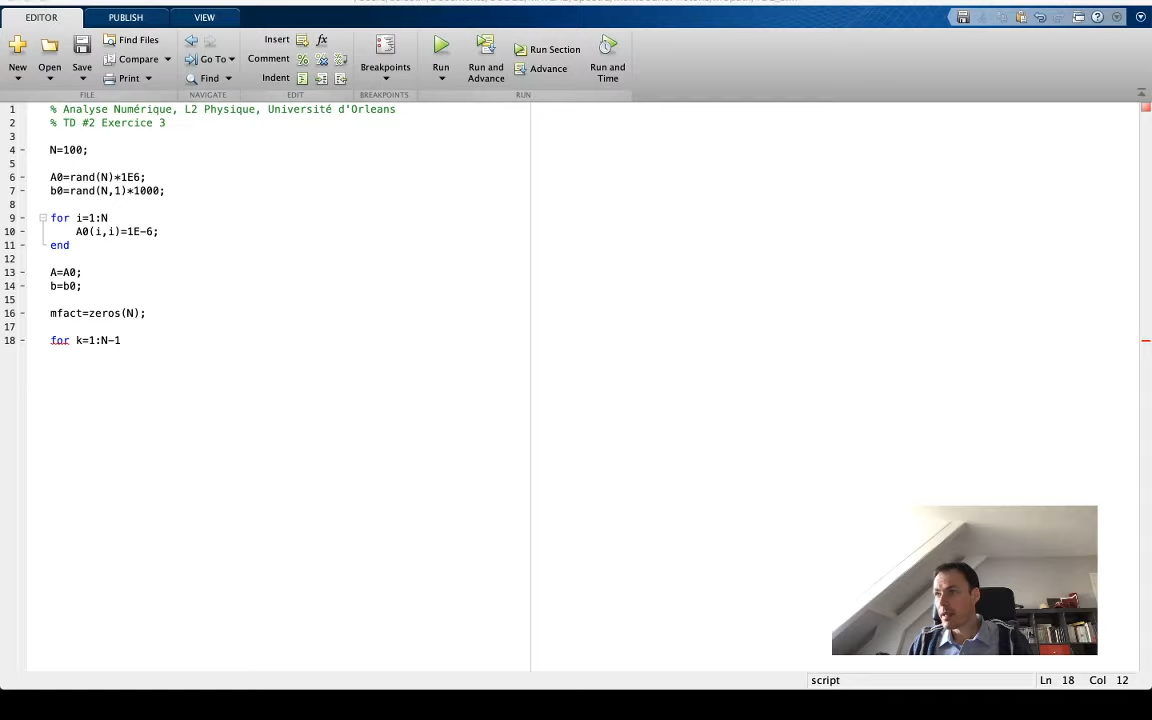 EDITOR PUBLISH VIEW
New Open Save Find Files Compare Print
Go To Find
Insert fx
Comment
Indent
Breakpoints
Run Run and Advance Run Section Advance Run and Time
FILE NAVIGATE EDIT BREAKPOINTS RUN
1 % Analyse Numérique, L2 Physique, Université d'Orleans
2 % TD #2 Exercice 3
3
4 - N=100;
5
6 - A0=rand(N)*1E6;
7 - b0=rand(N,1)*1000;
8
9 - for i=1:N
10 - A0(i,i)=1E-6;
11 - end
12
13 - A=A0;
14 - b=b0;
15
16 - mfact=zeros(N);
17
18 - for k=1:N-1
script Ln 18 Col 12